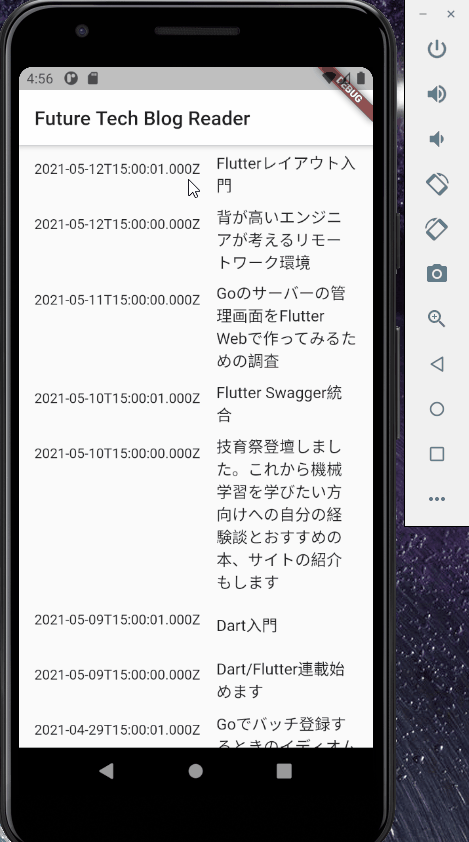 4:56
DEBUG
Future Tech Blog Reader
2021-05-12T15:00:01.000Z
Flutterレイアウト入
門
2021-05-12T15:00:00.000Z
背が高いエンジニ
アが考えるリモー
トワーク環境
2021-05-11T15:00:00.000Z
Goのサーバーの管
理画面をFlutter
Webで作ってみるた
めの調査
2021-05-10T15:00:01.000Z
Flutter Swagger統
合
2021-05-10T15:00:00.000Z
技育祭登壇しまし
た。これから機械
学習を学びたい方
向けへの自分の経
験談とおすすめの
本、サイトの紹介
もします
2021-05-09T15:00:01.000Z
Dart入門
2021-05-09T15:00:00.000Z
Dart/Flutter連載始
めます
2021-04-29T15:00:01.000Z
Goでバッチ登録す
るときのイディオム